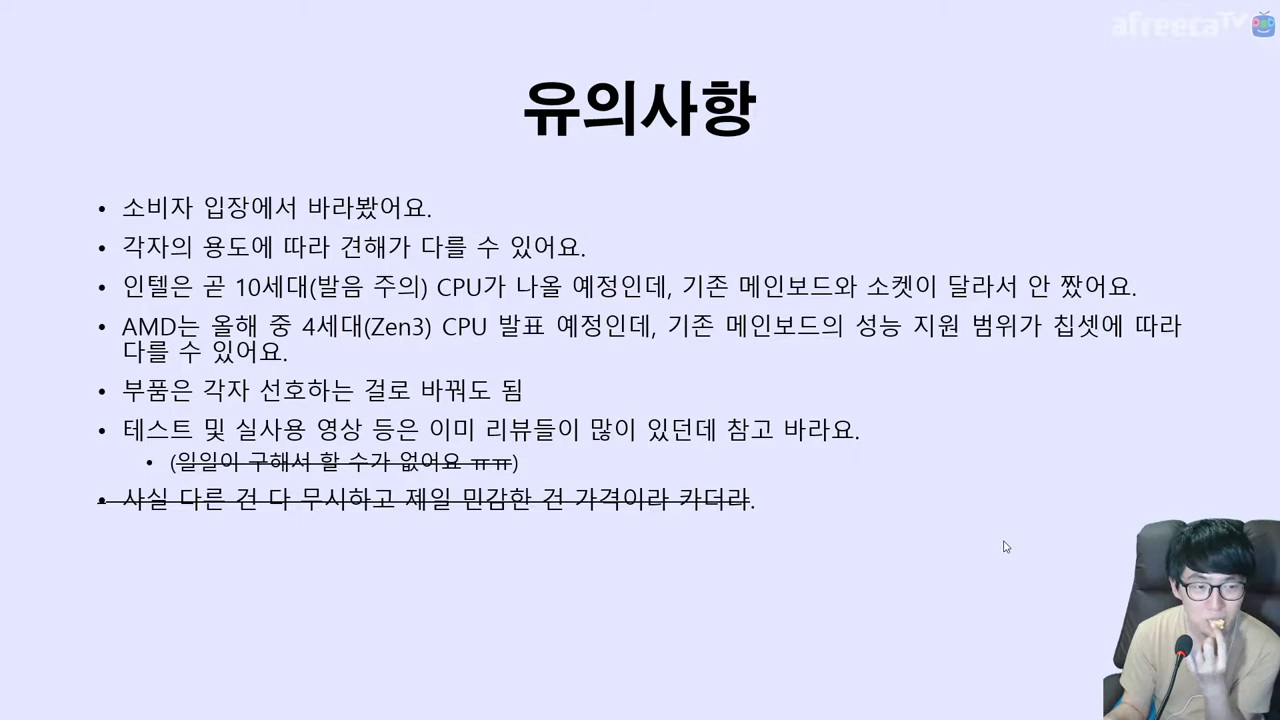 afreecaTV
유의사항
• 소비자 입장에서 바라봤어요.
• 각자의 용도에 따라 견해가 다를 수 있어요.
• 인텔은 곧 10세대(발음 주의) CPU가 나올 예정인데, 기존 메인보드와 소켓이 달라서 안 짰어요.
• AMD는 올해 중 4세대(Zen3) CPU 발표 예정인데, 기존 메인보드의 성능 지원 범위가 칩셋에 따라
다를 수 있어요.
• 부품은 각자 선호하는 걸로 바꿔도 됨
• 테스트 및 실사용 영상 등은 이미 리뷰들이 많이 있던데 참고 바라요.
• (일일이 구해서 할 수가 없어요 ㅠㅠ)
• 사실 다른 건 다 무시하고 제일 민감한 건 가격이라 카더라.